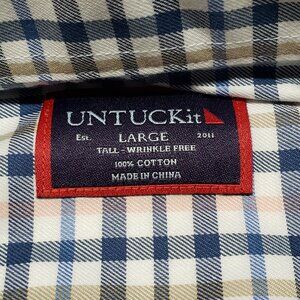 UNTUCKit
Est. LARGE 2011
TALL - WRINKLE FREE
100% COTTON
MADE IN CHINA